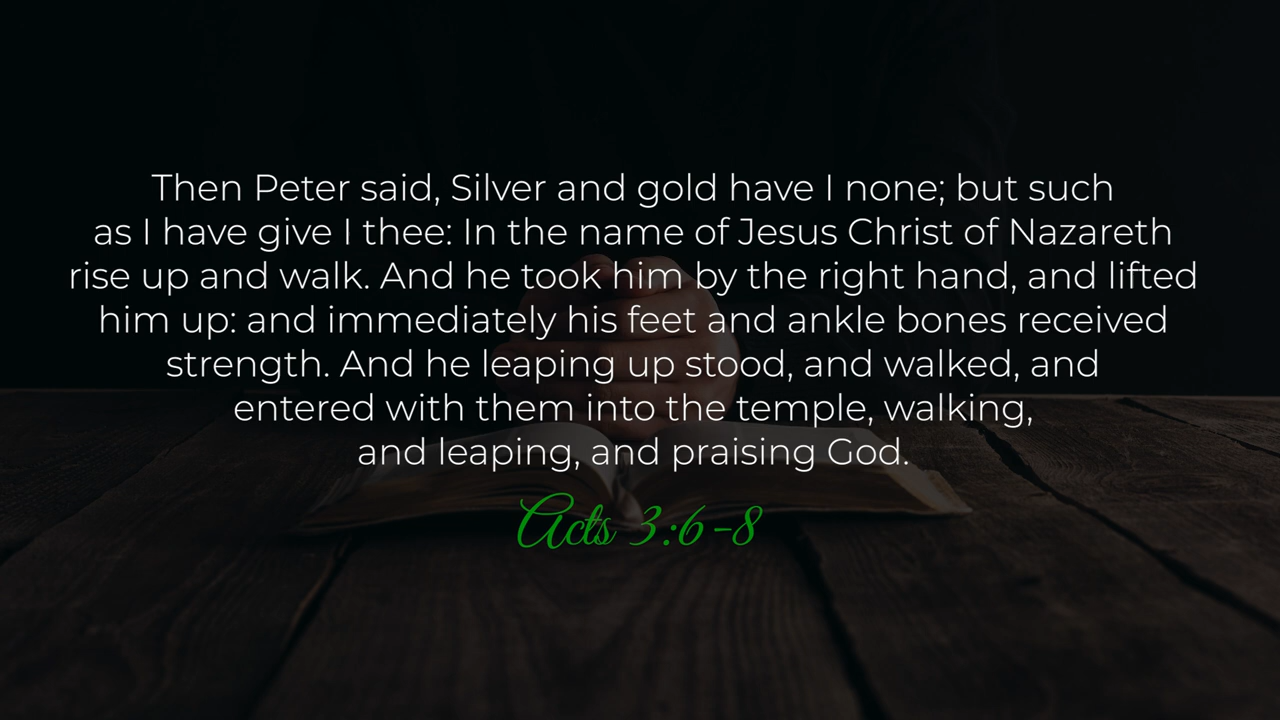 Then Peter said, Silver and gold have I none; but such
as I have give I thee: In the name of Jesus Christ of Nazareth
rise up and walk. And he took him by the right hand, and lifted
him up: and immediately his feet and ankle bones received
strength. And he leaping up stood, and walked, and
entered with them into the temple, walking,
and leaping, and praising God.
Acts 3:6-8